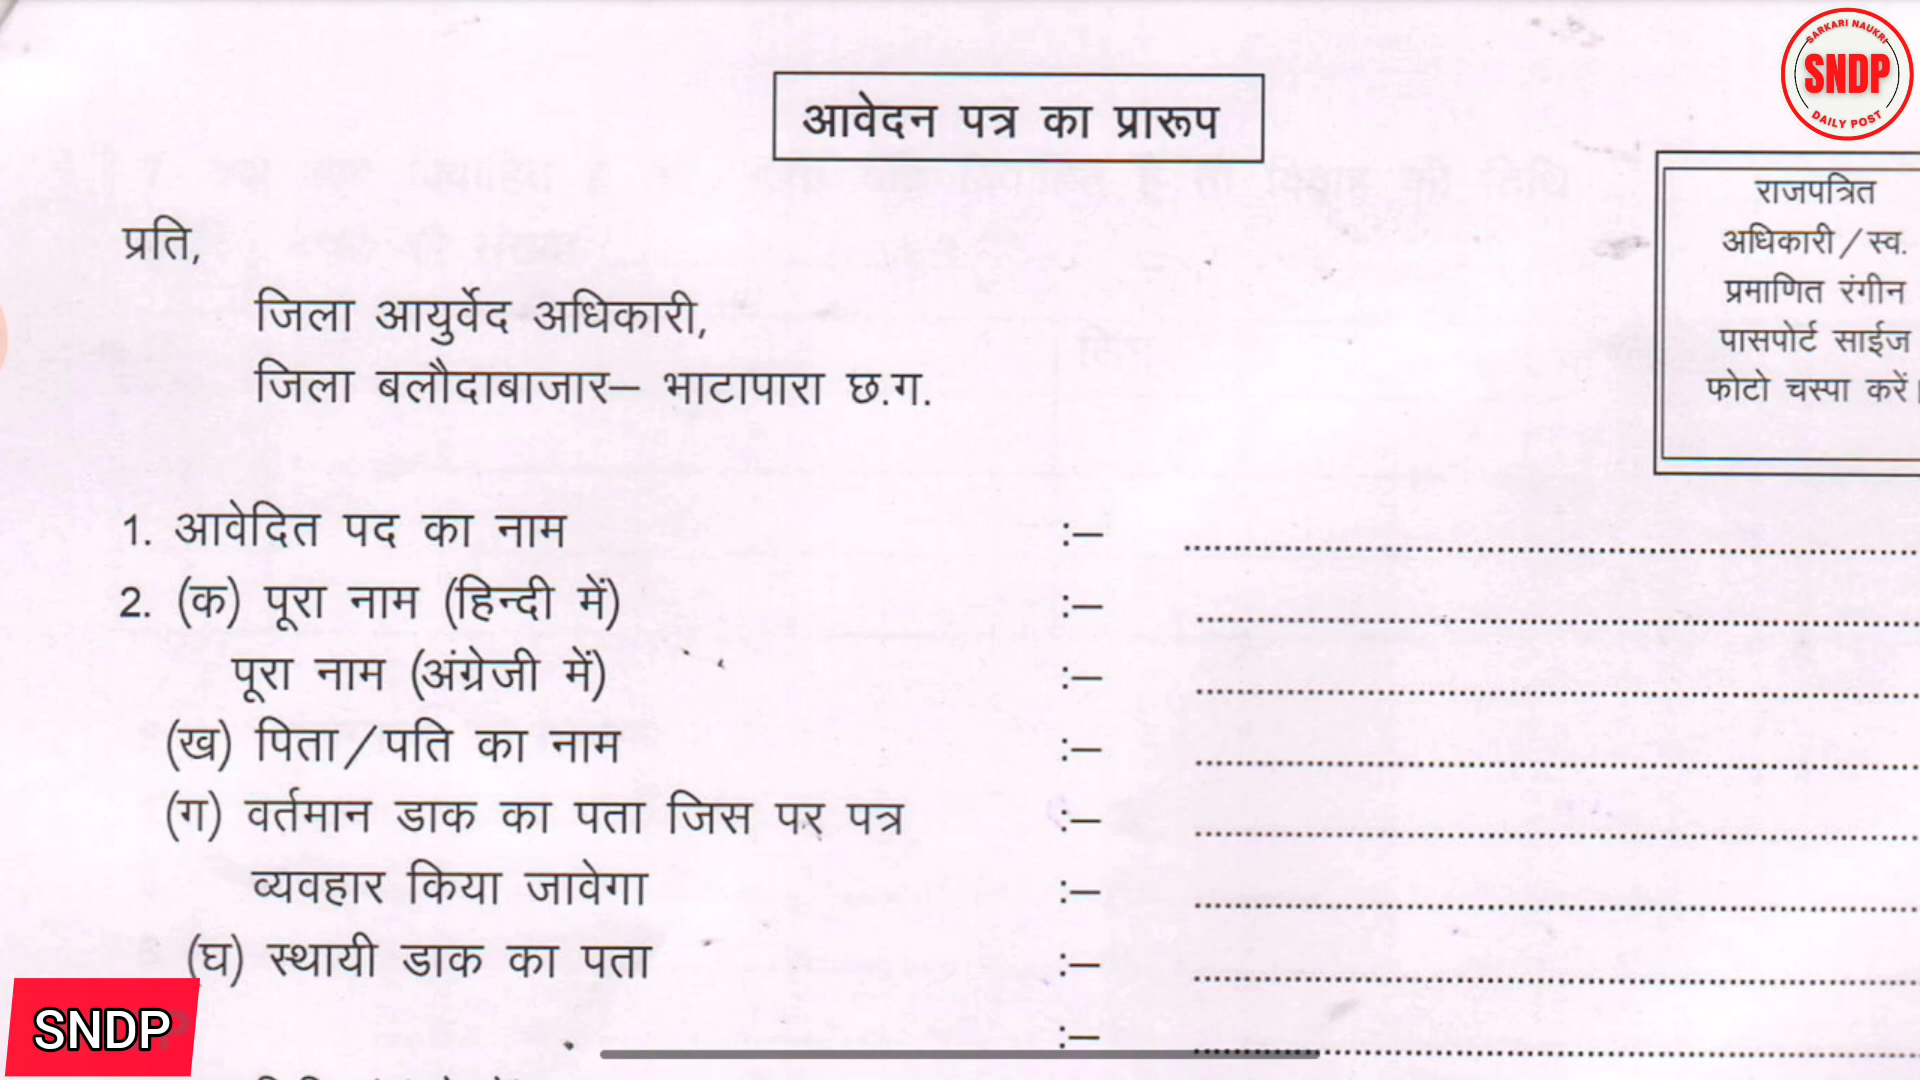 SARKARI NAUKRI
SNDP
DAILY POST
आवेदन पत्र का प्रारूप
राजपत्रित
अधिकारी/स्व.
प्रमाणित रंगीन
पासपोर्ट साईज
फोटो चस्पा करें।
प्रति,
जिला आयुर्वेद अधिकारी,
जिला बलौदाबाजार– भाटापारा छ.ग.
1. आवेदित पद का नाम :–
2. (क) पूरा नाम (हिन्दी में) :–
पूरा नाम (अंग्रेजी में) :–
(ख) पिता/पति का नाम :–
(ग) वर्तमान डाक का पता जिस पर पत्र :–
व्यवहार किया जावेगा :–
(घ) स्थायी डाक का पता :–
:–
SNDP